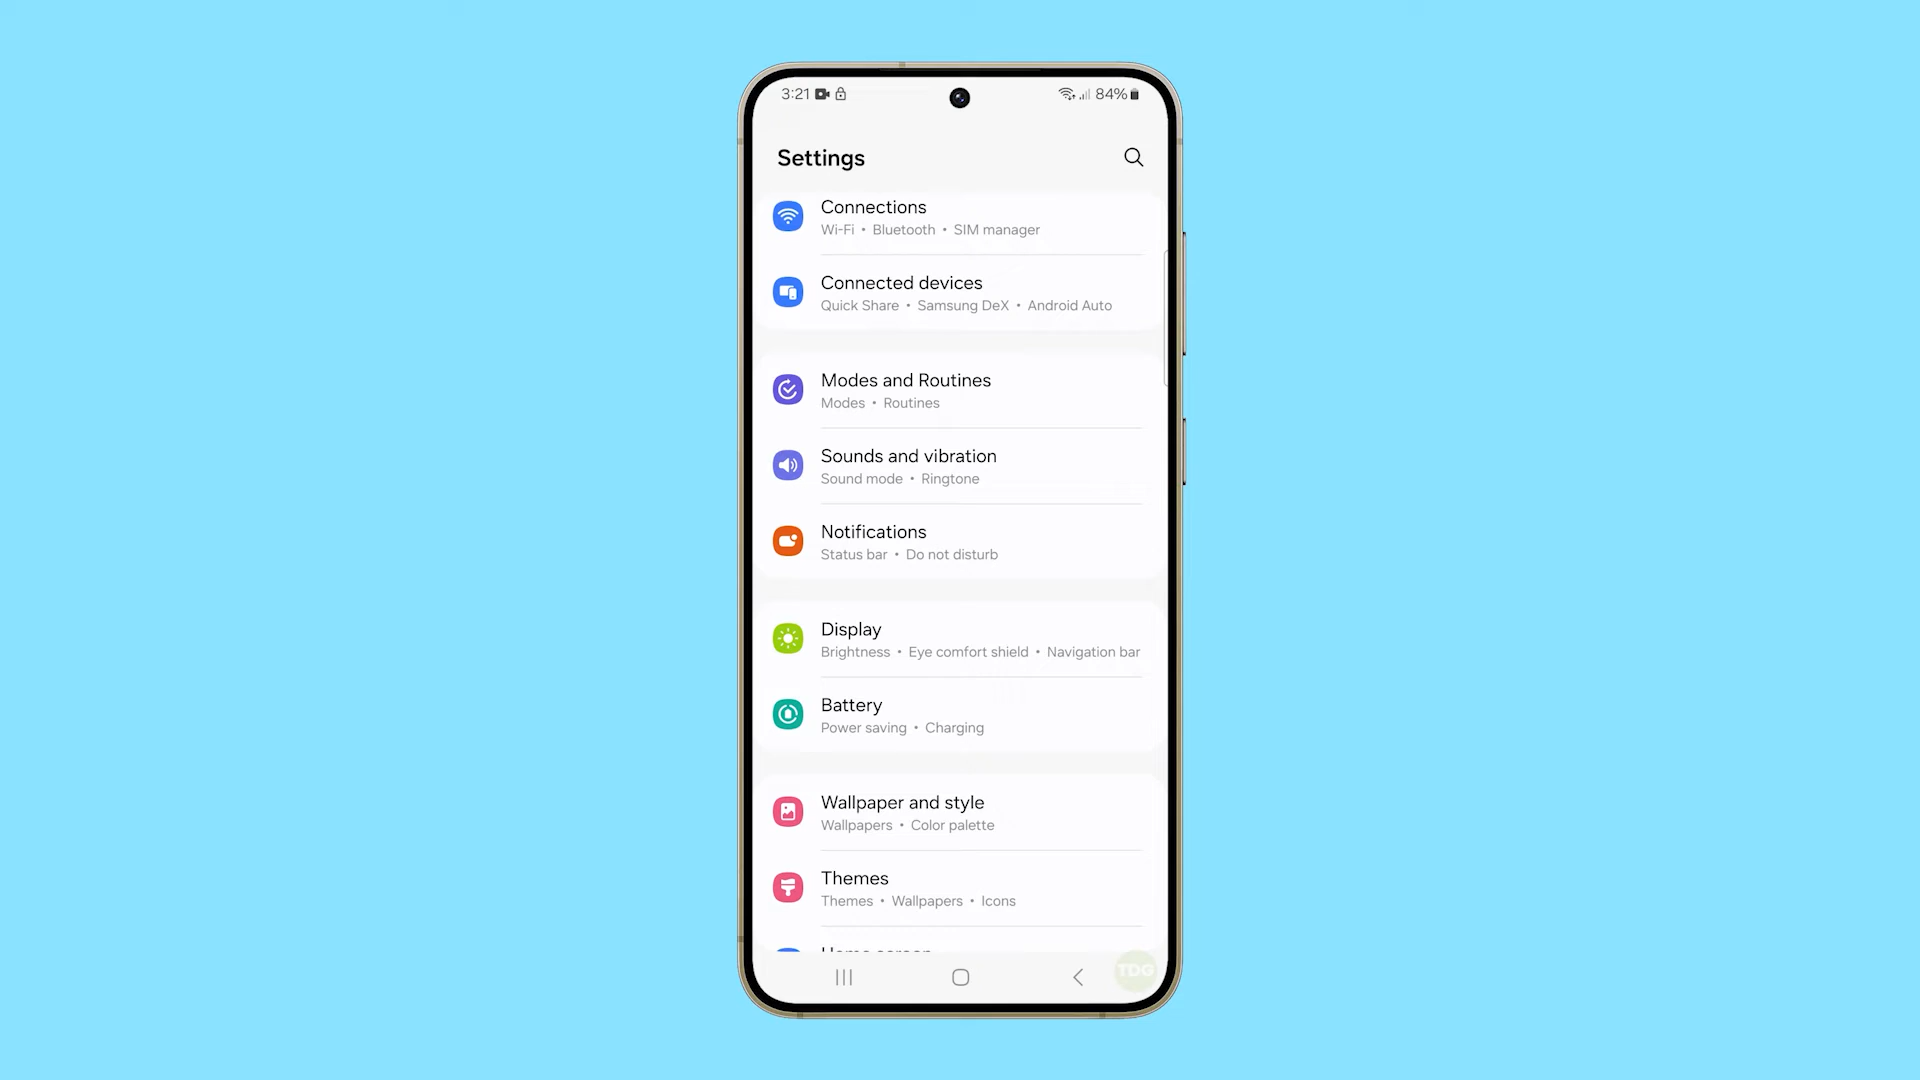 3:21 84%
Settings
Connections
Wi-Fi • Bluetooth • SIM manager
Connected devices
Quick Share • Samsung DeX • Android Auto
Modes and Routines
Modes • Routines
Sounds and vibration
Sound mode • Ringtone
Notifications
Status bar • Do not disturb
Display
Brightness • Eye comfort shield • Navigation bar
Battery
Power saving • Charging
Wallpaper and style
Wallpapers • Color palette
Themes
Themes • Wallpapers • Icons
Home screen
TDG